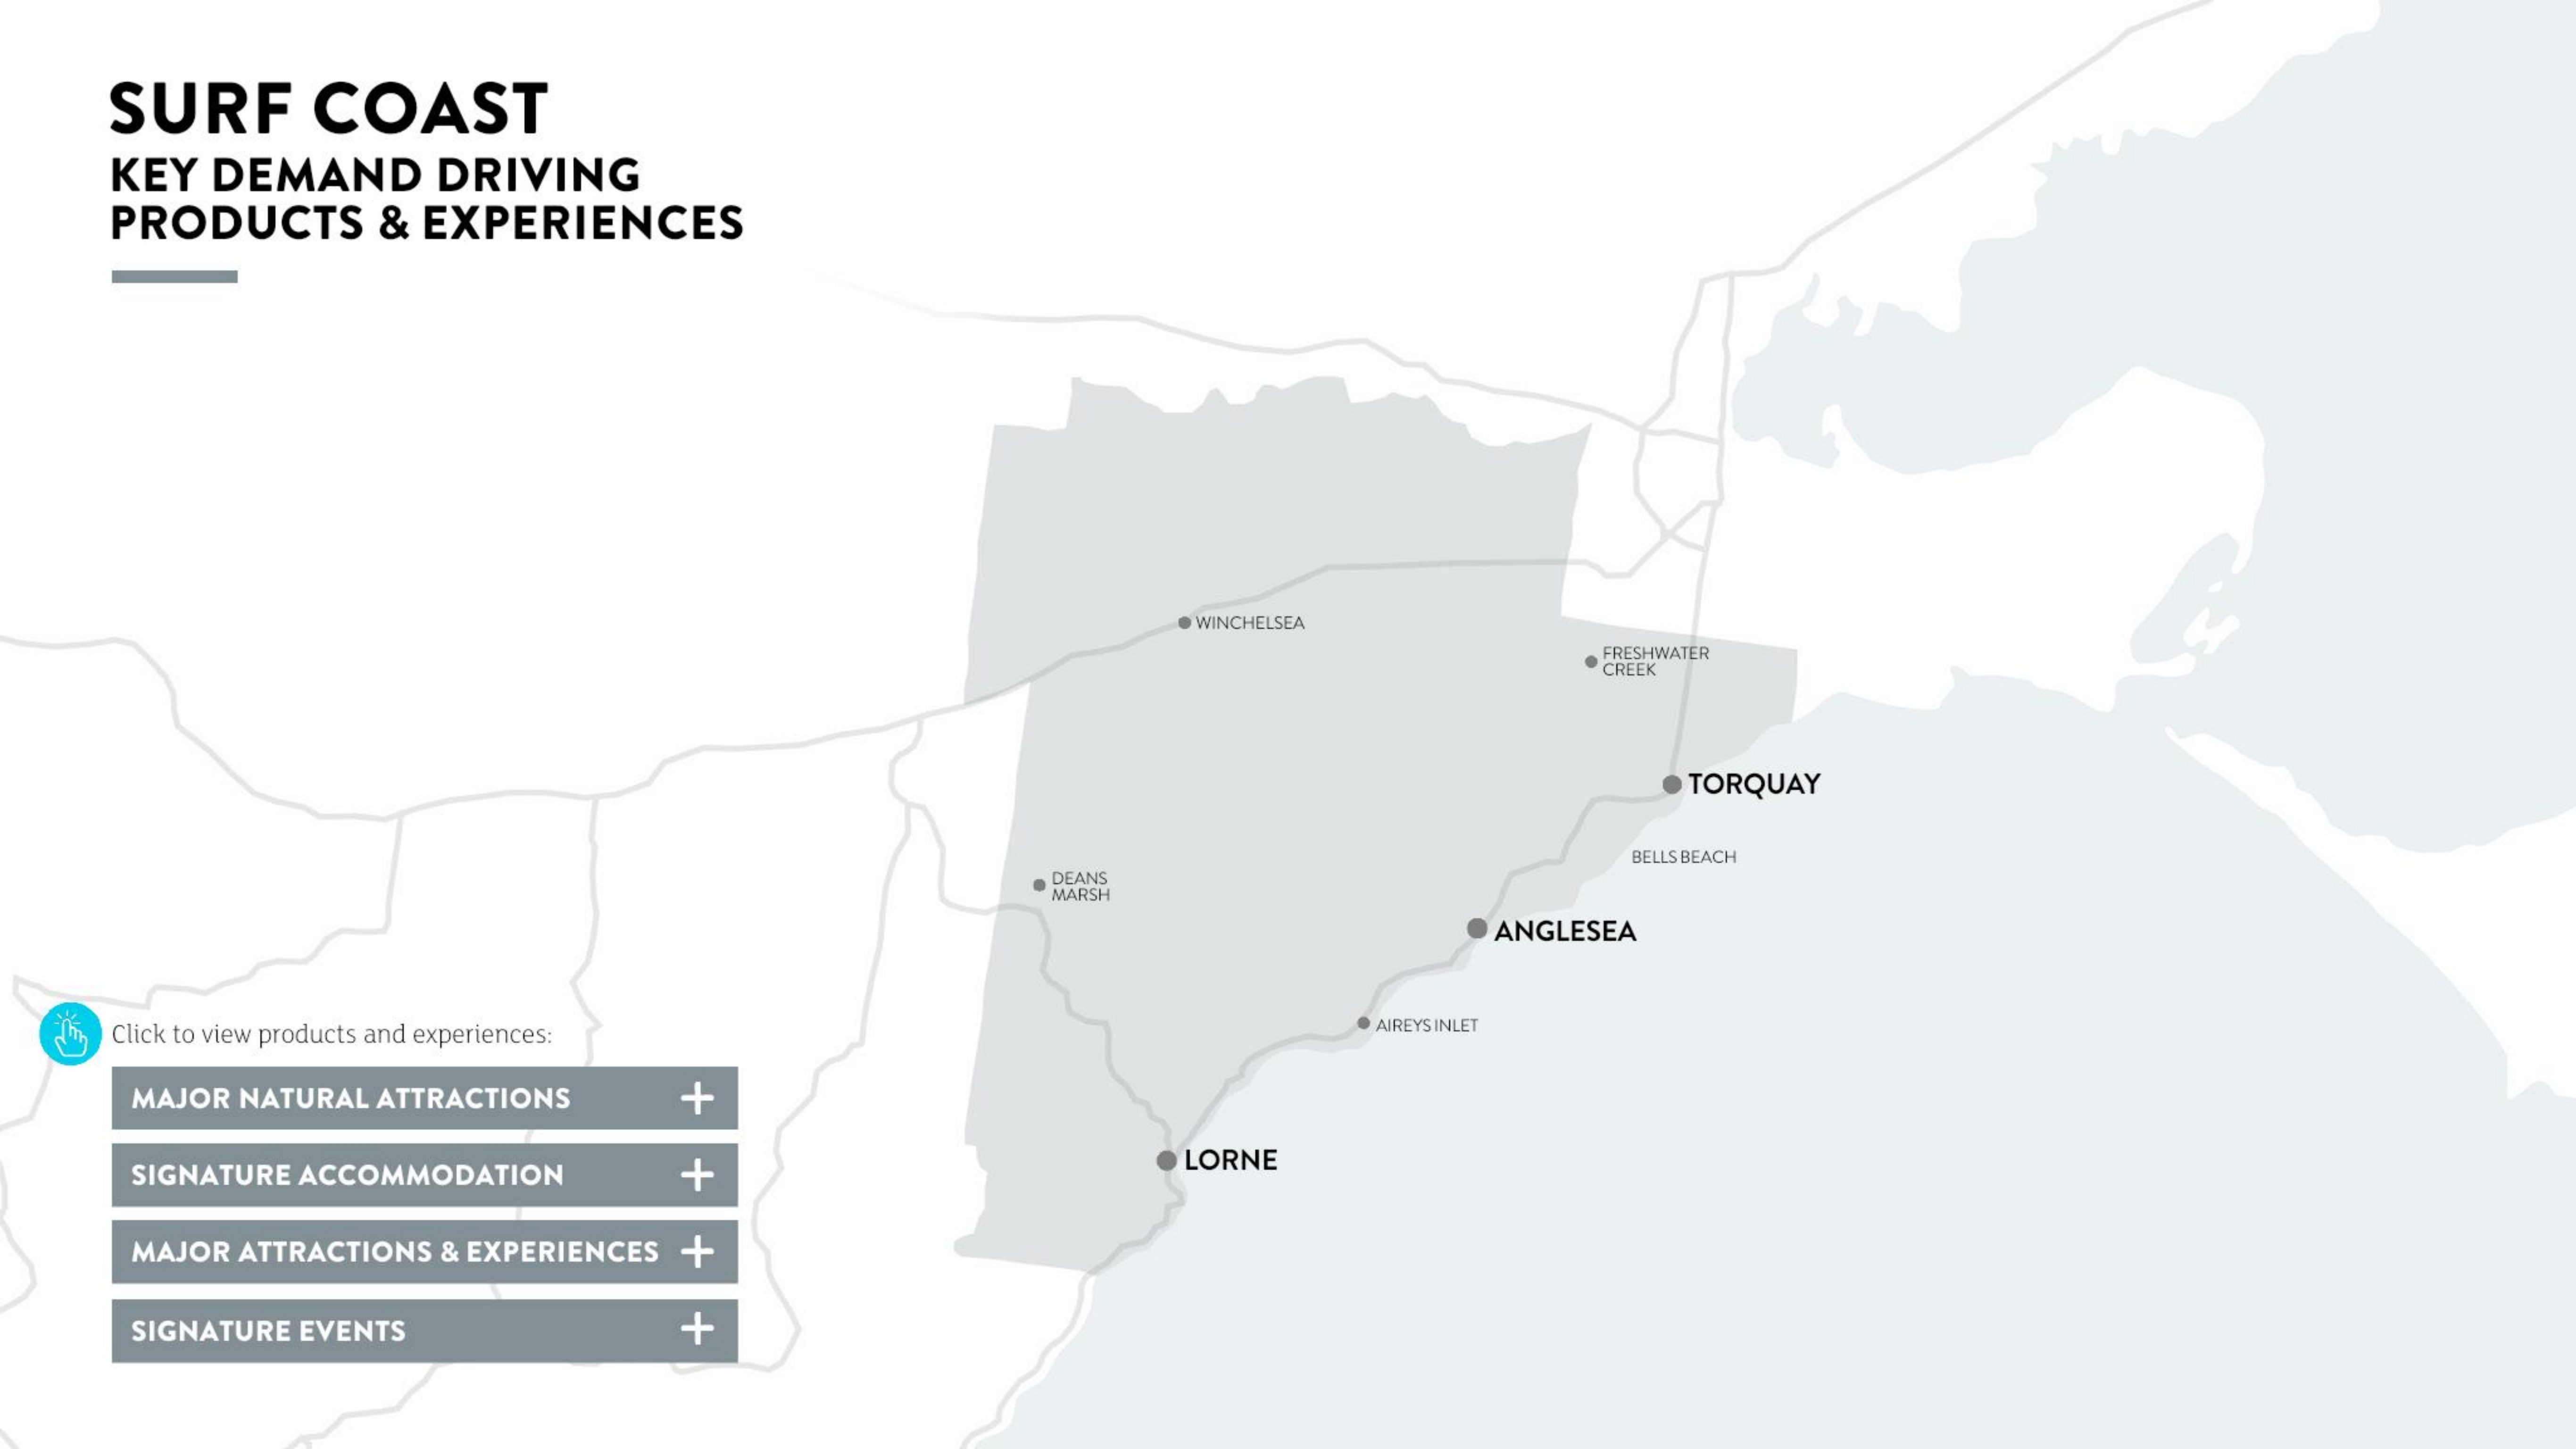 SURF COAST
KEY DEMAND DRIVING
PRODUCTS & EXPERIENCES
WINCHELSEA
FRESHWATER
CREEK
TORQUAY
BELLS BEACH
DEANS
MARSH
ANGLESEA
AIREYS INLET
LORNE
Click to view products and experiences:
MAJOR NATURAL ATTRACTIONS +
SIGNATURE ACCOMMODATION +
MAJOR ATTRACTIONS & EXPERIENCES +
SIGNATURE EVENTS +